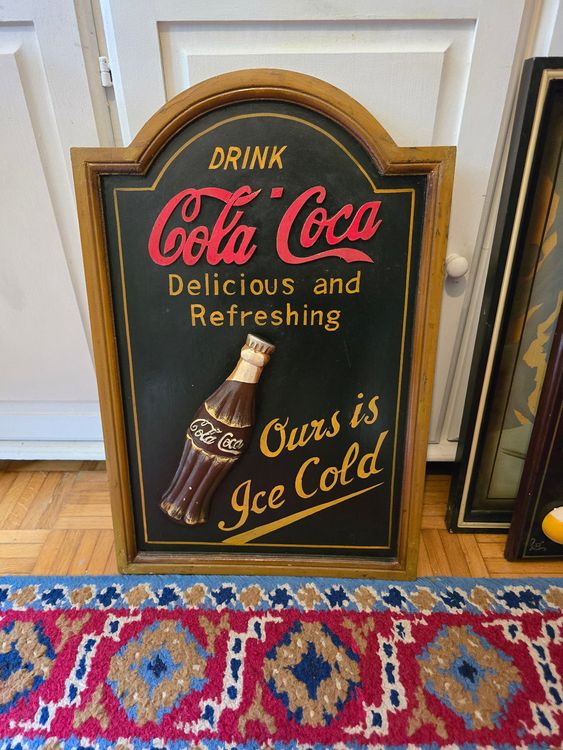 DRINK
Coca-Cola
Delicious and
Refreshing
Coca Cola
Ours is
Ice Cold